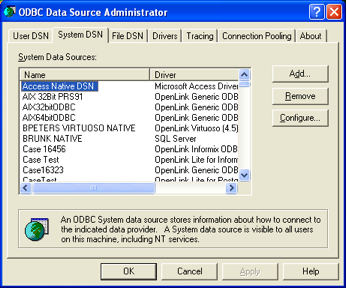 ODBC Data Source Administrator
User DSN System DSN File DSN Drivers Tracing Connection Pooling About
System Data Sources:
Name Driver
Access Native DSN Microsoft Access Driver
AIX 32Bit PRS91 OpenLink Generic ODB
AIX32bitODBC OpenLink Generic ODB
AIX64bitODBC OpenLink Generic ODB
BPETERS VIRTUOSO NATIVE OpenLink Virtuoso (4.5)
BRUNK NATIVE SQL Server
Case 16456 OpenLink Informix ODB
Case Test OpenLink Lite for Inform
Case16323 OpenLink Generic ODB
CaseTest OpenLink Lite for Postg
Add...
Remove
Configure...
An ODBC System data source stores information about how to connect
to the indicated data provider. A System data source is visible to all users
on this machine, including NT services.
OK Cancel Apply Help